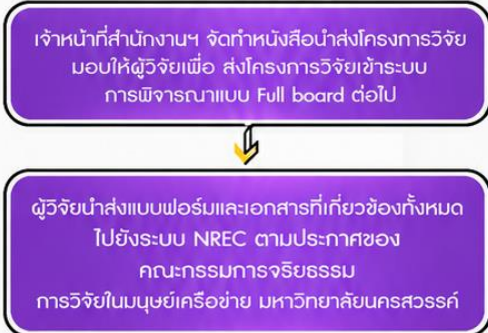 เจ้าหน้าที่สำนักงานฯ จัดทำหนังสือนำส่งโครงการวิจัย
มอบให้ผู้วิจัยเพื่อ ส่งโครงการวิจัยเข้าระบบ
การพิจารณาแบบ Full board ต่อไป
ผู้วิจัยนำส่งแบบฟอร์มและเอกสารที่เกี่ยวข้องทั้งหมด
ไปยังระบบ NREC ตามประกาศของ
คณะกรรมการจริยธรรม
การวิจัยในมนุษย์เครือข่าย มหาวิทยาลัยนครสวรรค์